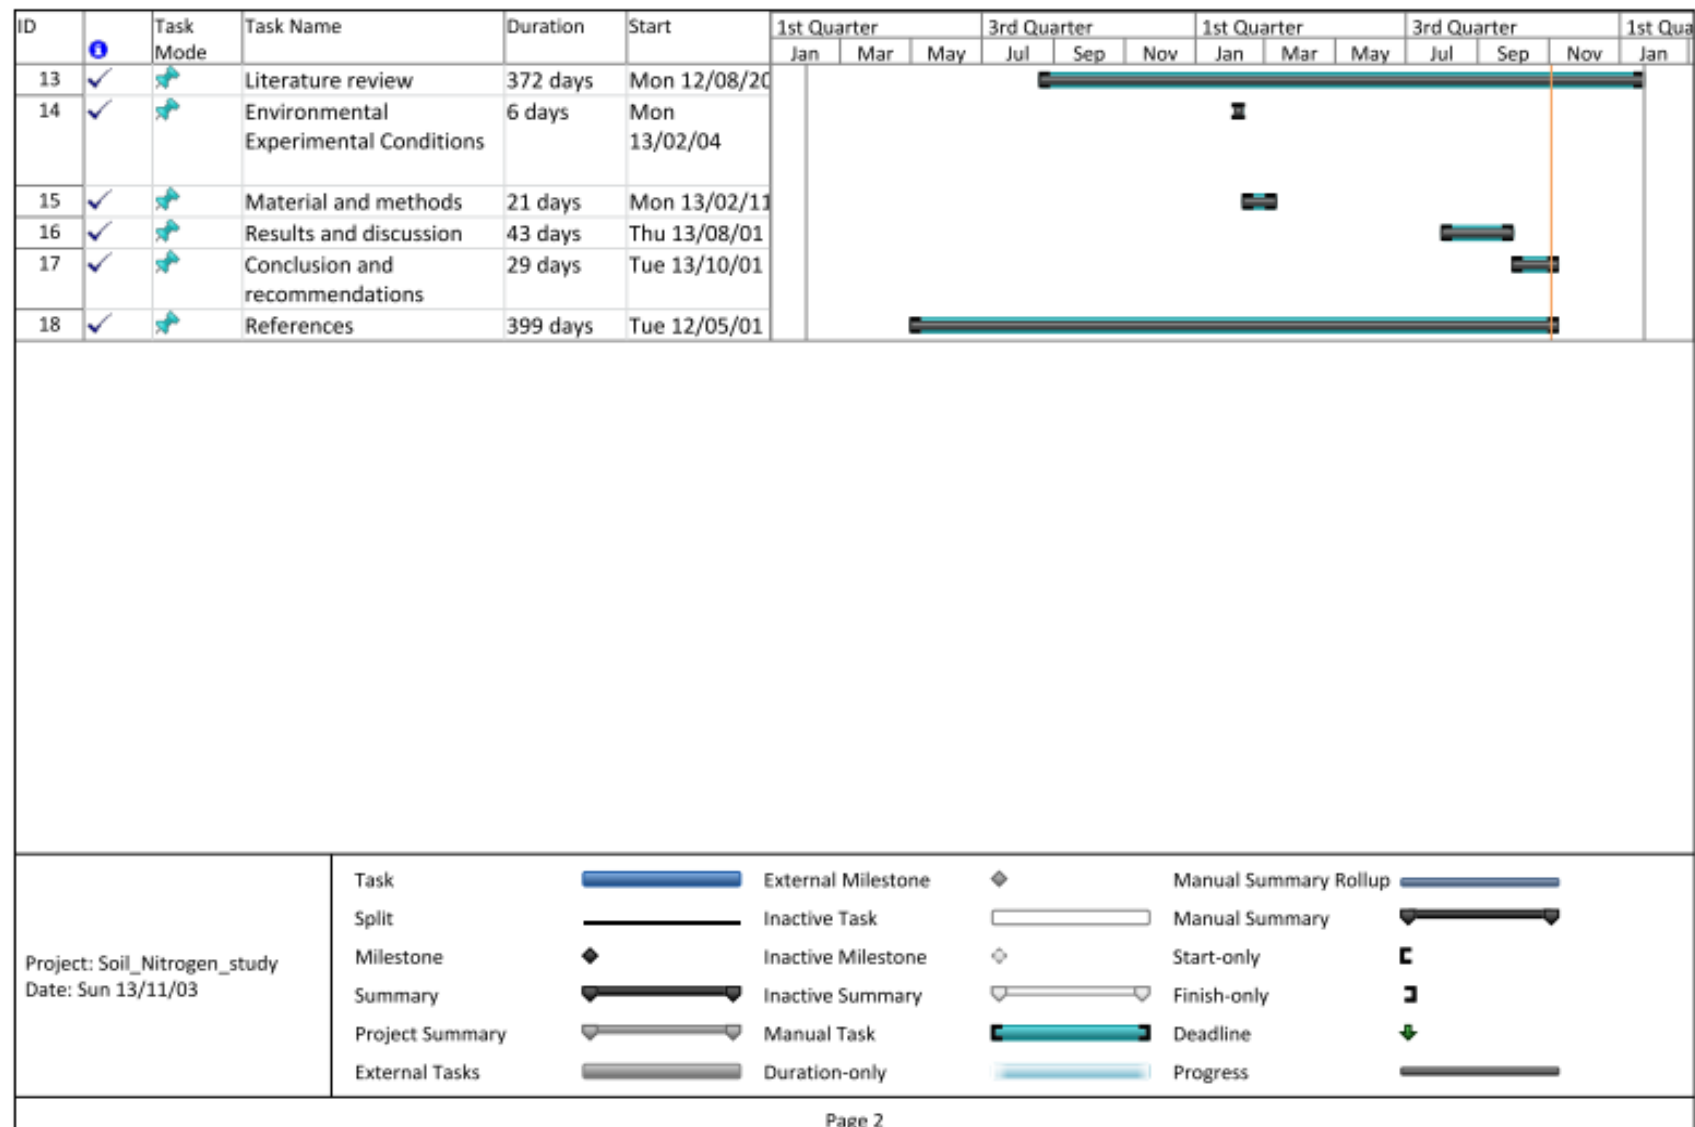 ID Task Task Name Duration Start 1st Quarter 3rd Quarter 1st Quarter 3rd Quarter 1st Qua
Mode Jan Mar May Jul Sep Nov Jan Mar May Jul Sep Nov Jan
13 Literature review 372 days Mon 12/08/20
14 Environmental 6 days Mon
Experimental Conditions 13/02/04
15 Material and methods 21 days Mon 13/02/11
16 Results and discussion 43 days Thu 13/08/01
17 Conclusion and 29 days Tue 13/10/01
recommendations
18 References 399 days Tue 12/05/01
Project: Soil_Nitrogen_study
Date: Sun 13/11/03
Task External Milestone Manual Summary Rollup
Split Inactive Task Manual Summary
Milestone Inactive Milestone Start-only
Summary Inactive Summary Finish-only
Project Summary Manual Task Deadline
External Tasks Duration-only Progress
Page 2